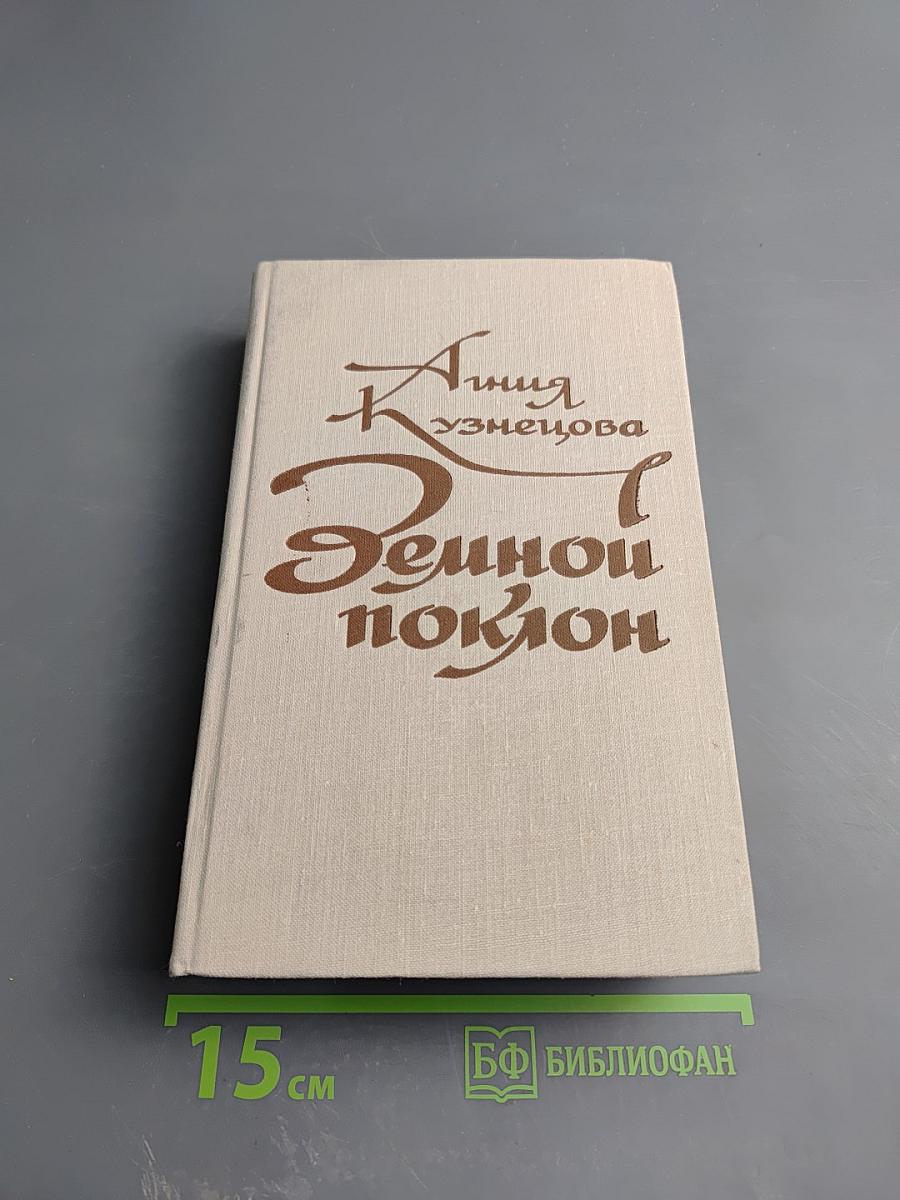 Агния
Кузнецова
Земной
поклон
15 см
БФ БИБЛИОФАН